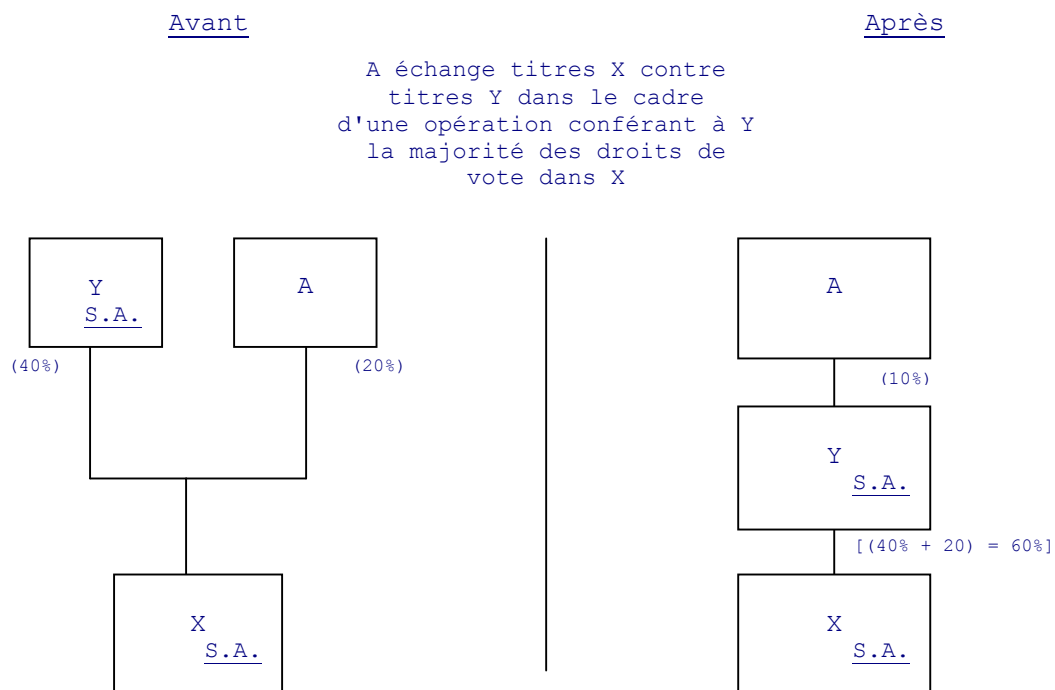 Avant
Après
A échange titres X contre
titres Y dans le cadre
d'une opération conférant à Y
la majorité des droits de
vote dans X
Y
S.A.
A
(40%)
(20%)
X
S.A.
A
(10%)
Y
S.A.
[(40% + 20) = 60%]
X
S.A.